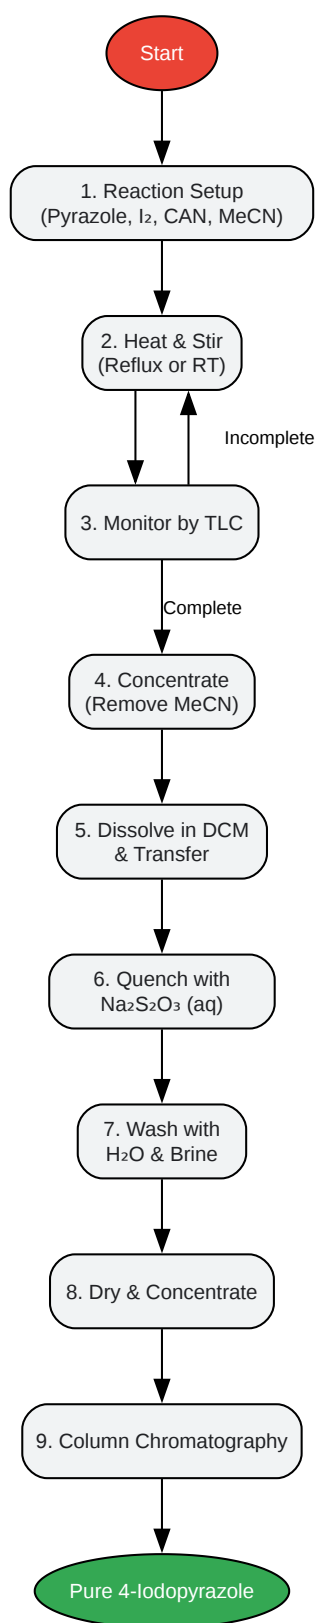 Start
1. Reaction Setup
(Pyrazole, I₂, CAN, MeCN)
2. Heat & Stir
(Reflux or RT)
Incomplete
3. Monitor by TLC
Complete
4. Concentrate
(Remove MeCN)
5. Dissolve in DCM
& Transfer
6. Quench with
Na₂S₂O₃ (aq)
7. Wash with
H₂O & Brine
8. Dry & Concentrate
9. Column Chromatography
Pure 4-Iodopyrazole